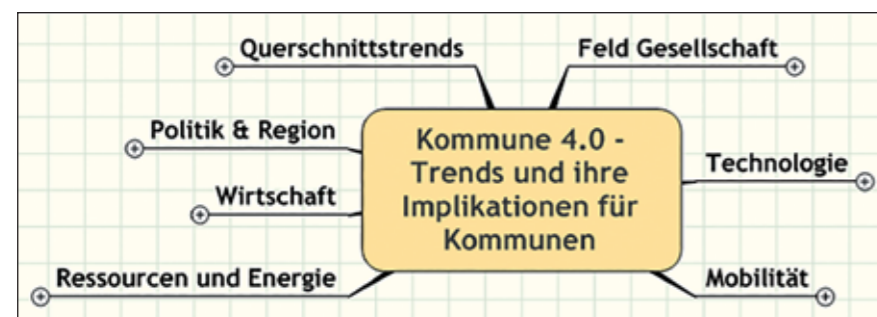 Querschnittstrends
Feld Gesellschaft
Politik & Region
Kommune 4.0 -
Trends und ihre
Implikationen für
Kommunen
Technologie
Wirtschaft
Ressourcen und Energie
Mobilität